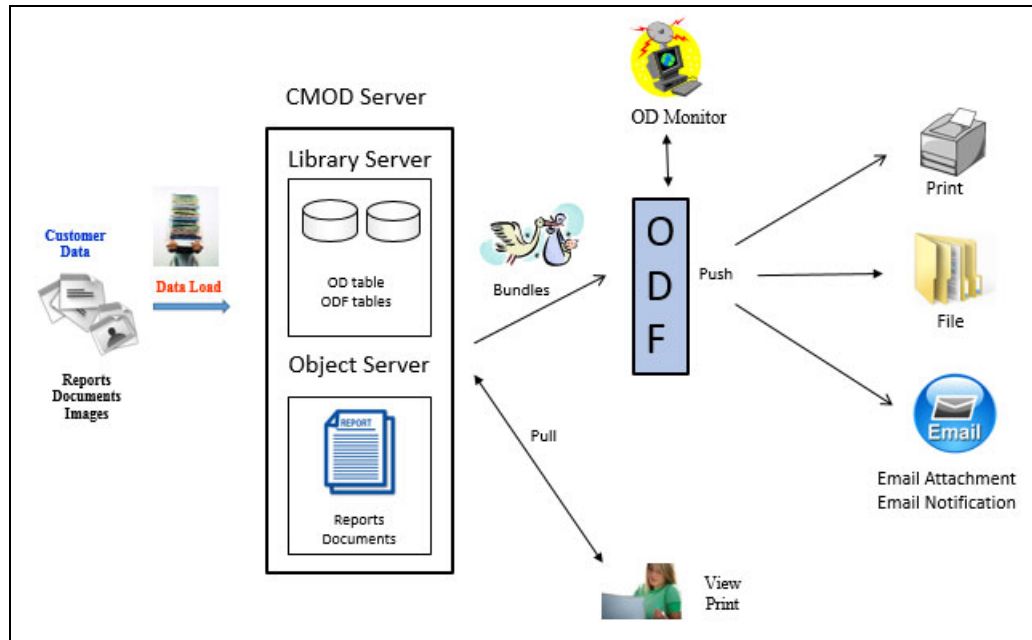 CMOD Server
Library Server
OD table
ODF tables
Object Server
REPORT
Reports
Documents
Customer
Data
Data Load
Reports
Documents
Images
Bundles
Pull
View
Print
OD Monitor
O
D
F
Push
Print
File
Email
Email Attachment
Email Notification